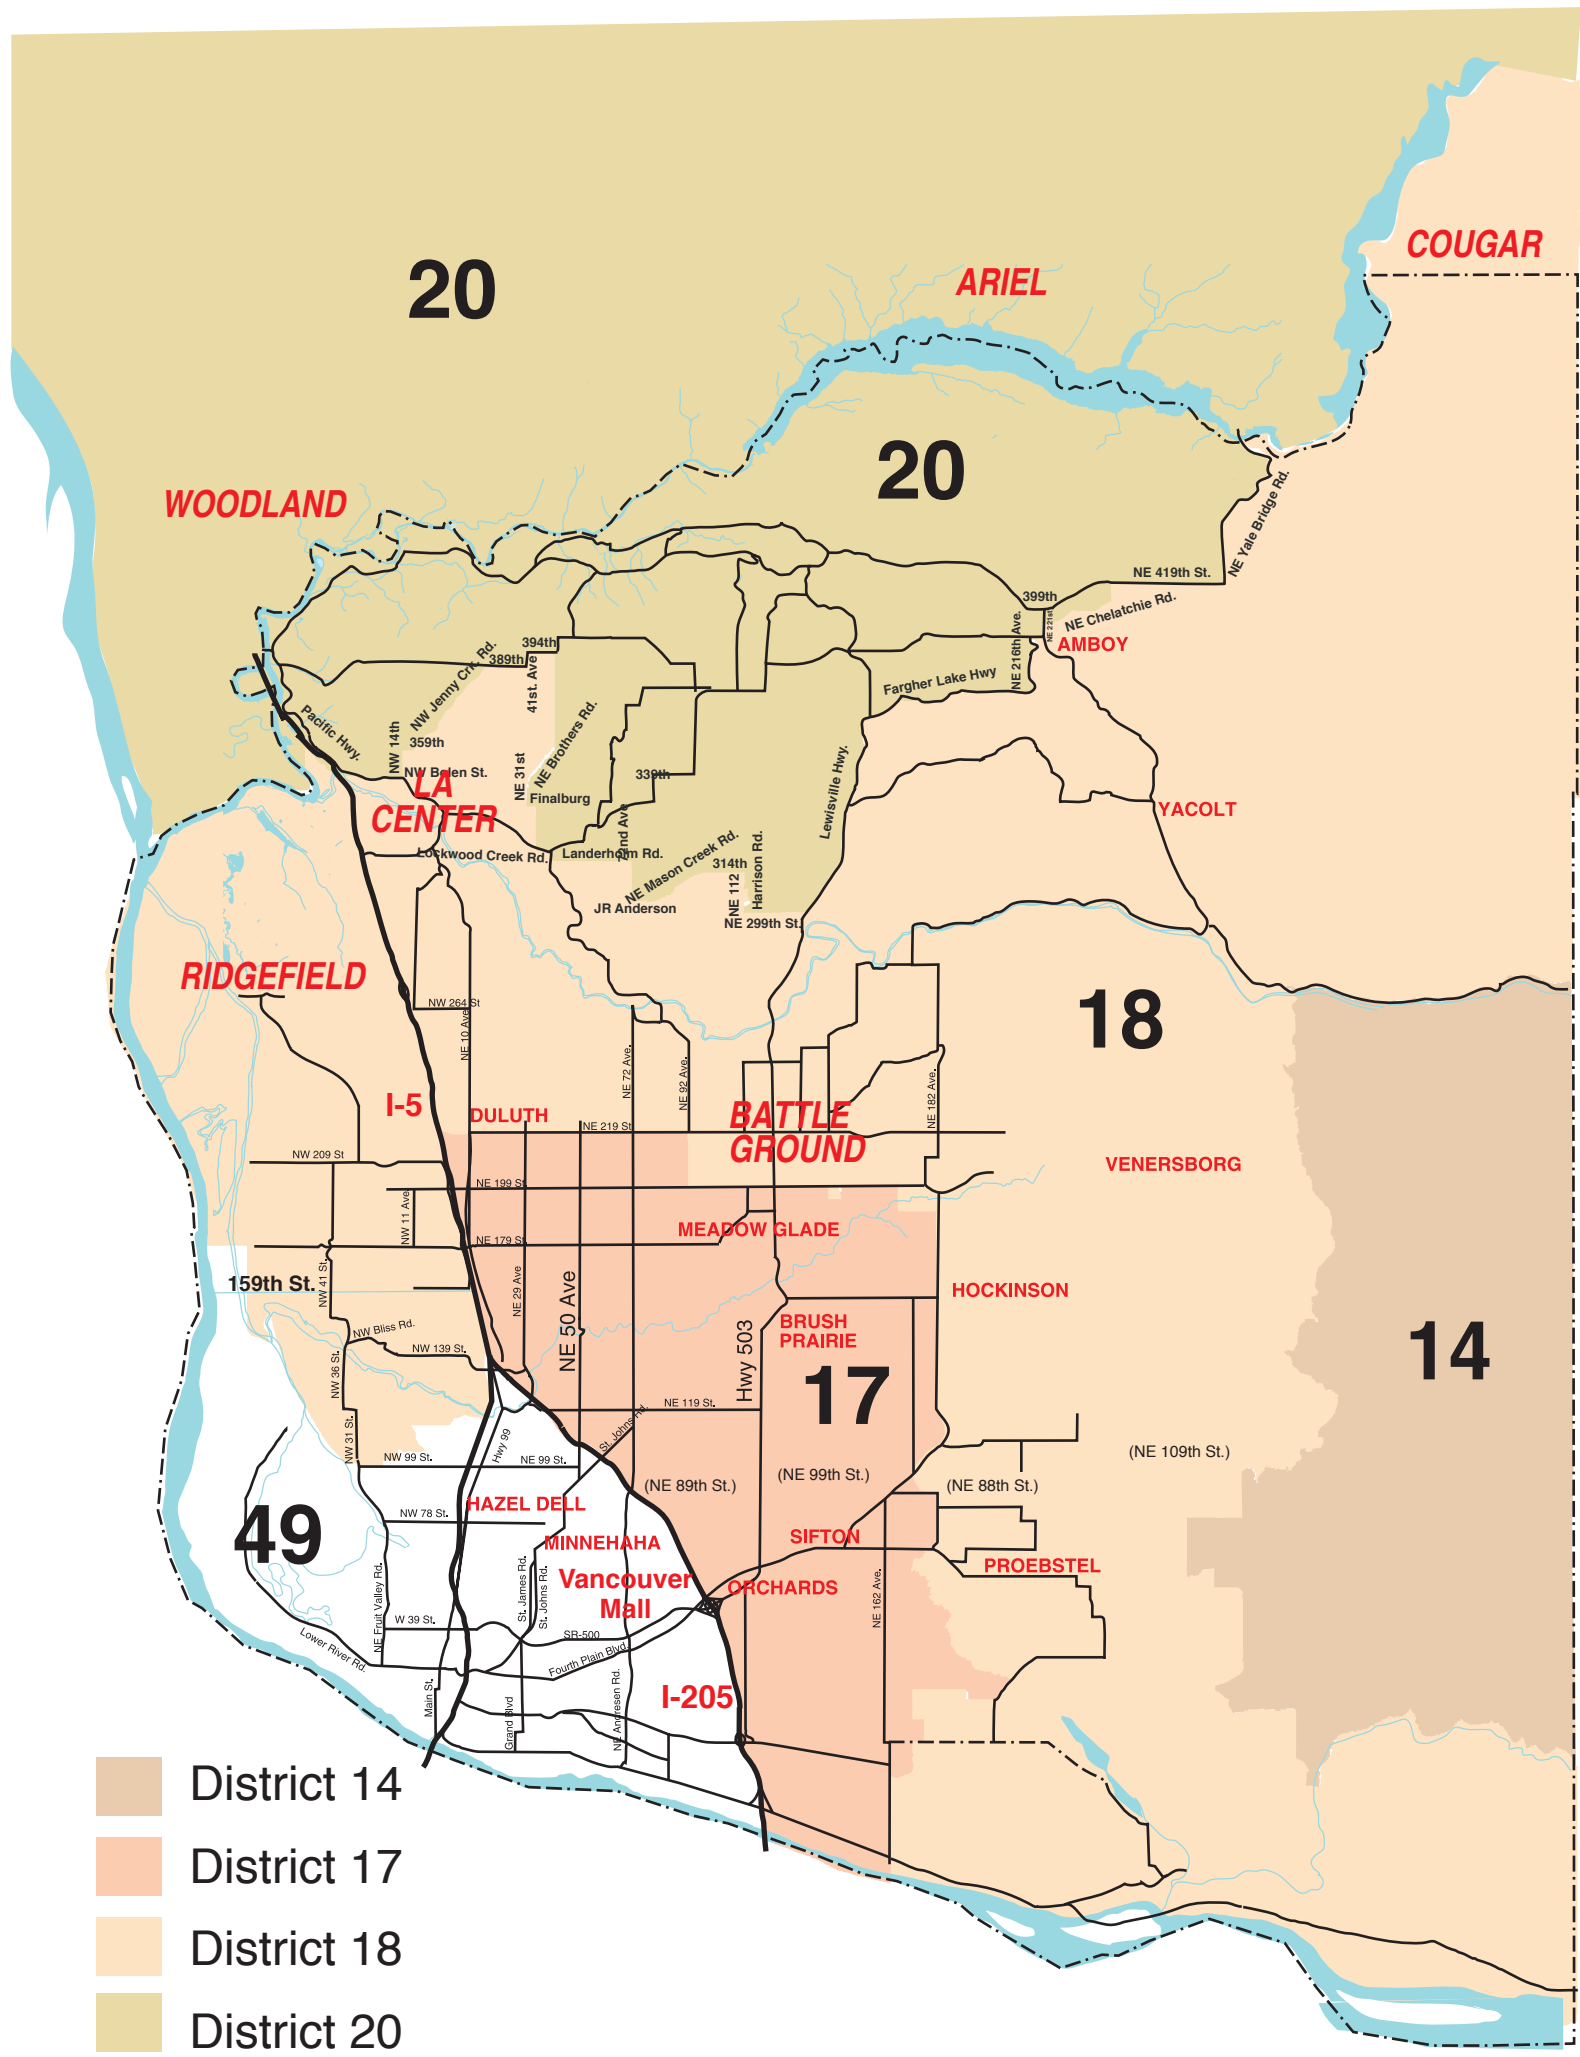 COUGAR
20
ARIEL
20
WOODLAND
NE Yale Bridge Rd.
NE 419th St.
399th
NE Chelatchie Rd.
NE 221st
NE 216th Ave.
AMBOY
394th
389th
NW Jenny Crk. Rd.
41st. Ave
Fargher Lake Hwy
Pacific Hwy.
NW 14th
359th
NE Brothers Rd.
NW Bolen St.
NE 31st
339th
Lewisville Hwy.
LA
CENTER
Finalburg
YACOLT
Lockwood Creek Rd.
Landerholm Rd.
NE Mason Creek Rd.
314th
NE 112
Harrison Rd.
JR Anderson
NE 299th St.
RIDGEFIELD
NW 264 St
18
NE 10 Ave
NE 72 Ave.
NE 92 Ave.
NE 182 Ave.
I-5
DULUTH
NE 219 St
BATTLE
GROUND
NW 209 St
VENERSBORG
NE 199 St
NW 11 Ave
MEADOW GLADE
NE 179 St.
159th St.
NW 41 St.
NE 29 Ave
NE 50 Ave
HOCKINSON
NW Bliss Rd.
BRUSH
PRAIRIE
NW 139 St.
NW 36 St.
Hwy 503
17
14
NE 119 St.
NW 31 St.
Hwy 99
St. Johns Rd.
NW 99 St.
NE 99 St.
(NE 89th St.)
(NE 99th St.)
(NE 88th St.)
(NE 109th St.)
HAZEL DELL
NW 78 St.
49
MINNEHAHA
SIFTON
PROEBSTEL
Vancouver
Mall
ORCHARDS
NE Fruit Valley Rd.
St. James Rd.
St. Johns Rd.
NE 162 Ave.
W 39 St.
SR-500
Lower River Rd.
Fourth Plain Blvd.
Main St.
Grand Blvd
NE Andresen Rd.
I-205
District 14
District 17
District 18
District 20